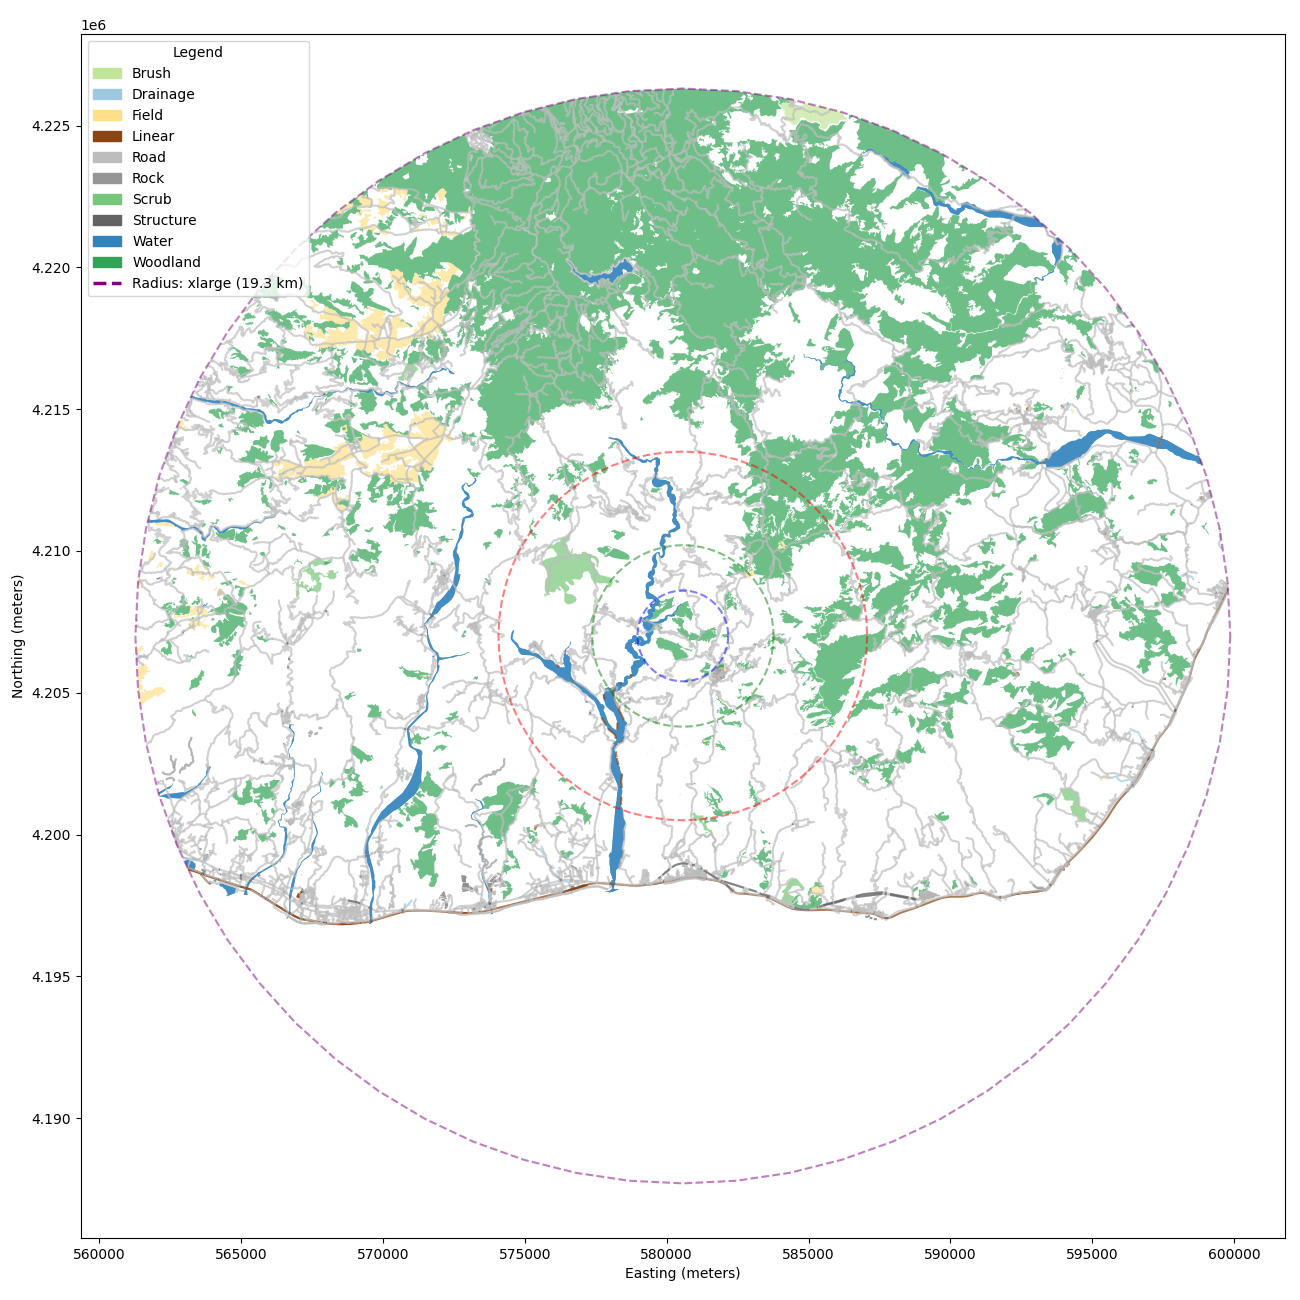 1e6
Legend
Brush
Drainage
Field
Linear
Road
Rock
Scrub
Structure
Water
Woodland
Radius: xlarge (19.3 km)
4.225
4.220
4.215
4.210
4.205
4.200
4.195
4.190
Northing (meters)
560000 565000 570000 575000 580000 585000 590000 595000 600000
Easting (meters)